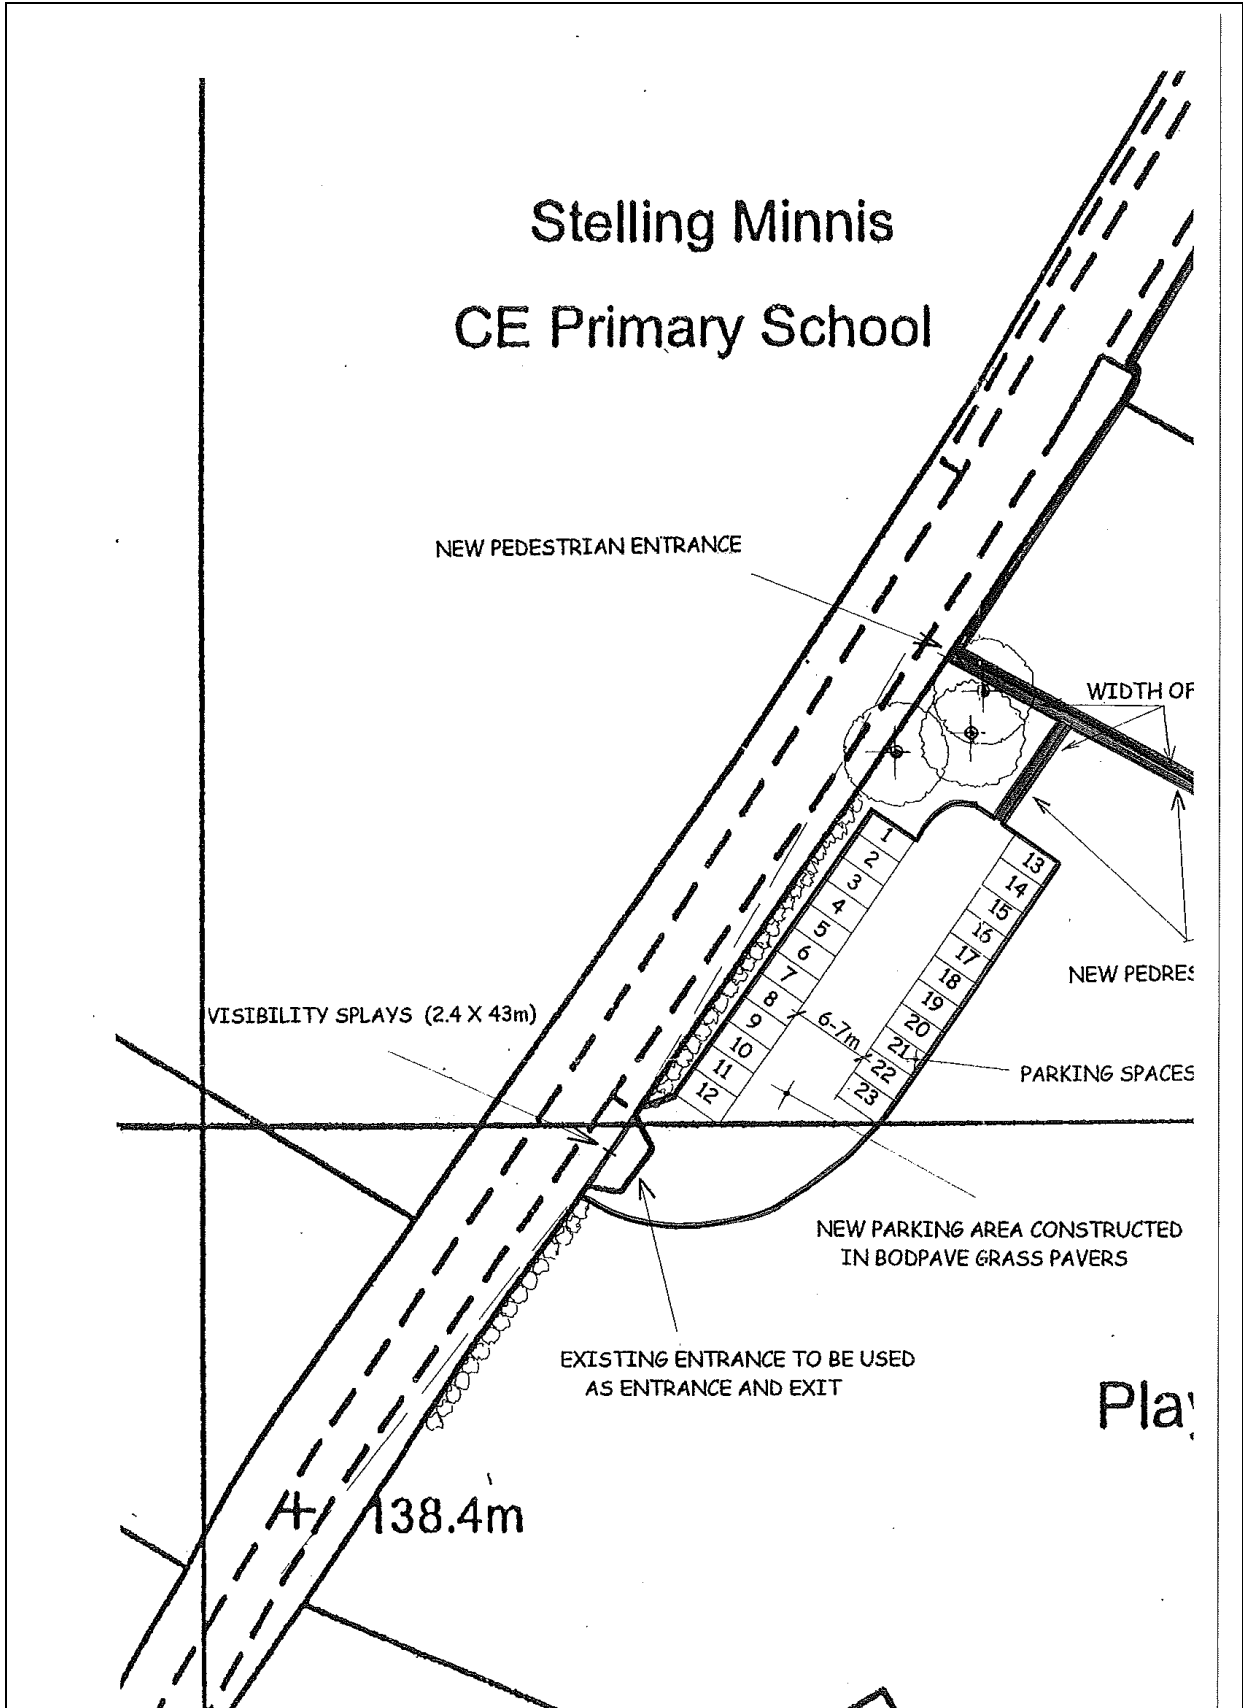 Stelling Minnis
CE Primary School
NEW PEDESTRIAN ENTRANCE
WIDTH OF
1
2
3
4
5
6
7
8
9
10
11
12
13
14
15
16
17
18
19
20
21
22
23
6-7m
NEW PEDRES
VISIBILITY SPLAYS (2.4 X 43m)
PARKING SPACES
NEW PARKING AREA CONSTRUCTED
IN BODPAVE GRASS PAVERS
EXISTING ENTRANCE TO BE USED
AS ENTRANCE AND EXIT
Play
138.4m